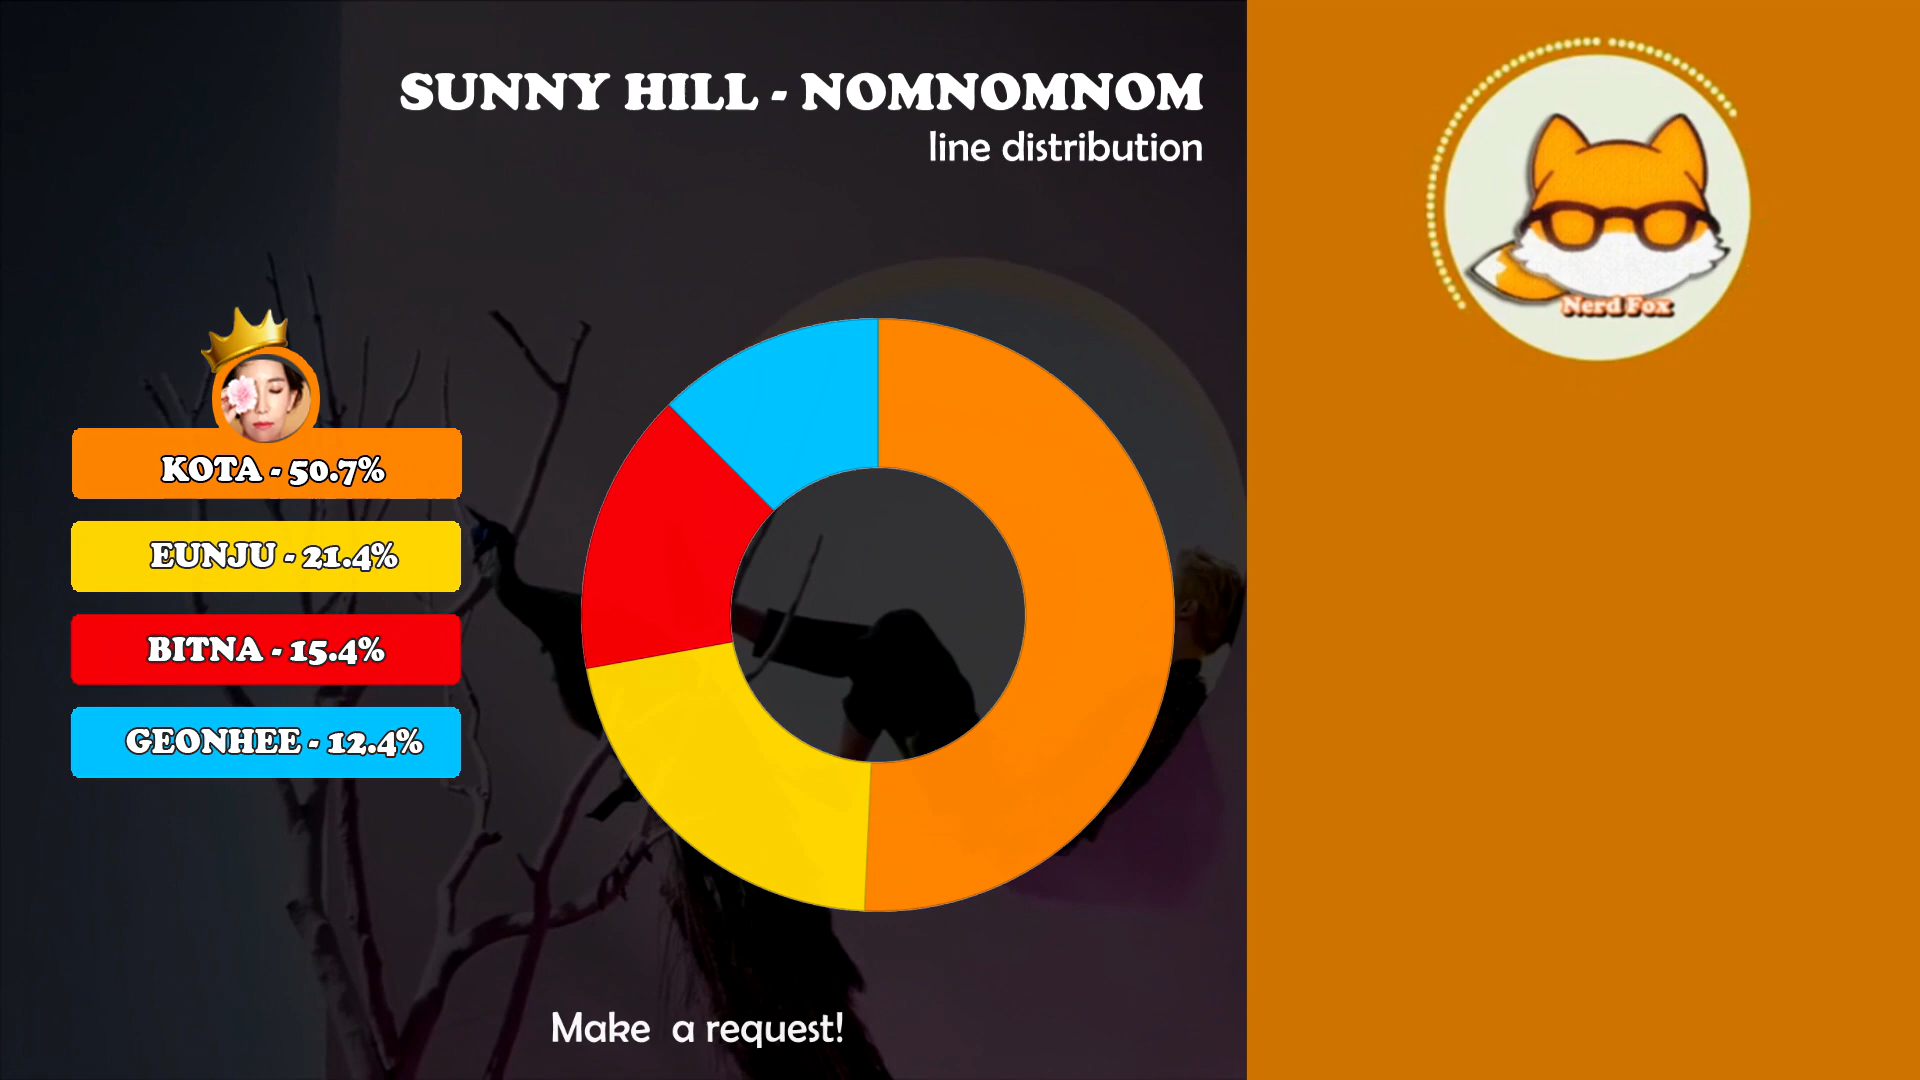 SUNNY HILL - NOMNOMNOM
line distribution
Nerd Fox
KOTA - 50.7%
EUNJU - 21.4%
BITNA - 15.4%
GEONHEE - 12.4%
Make a request!